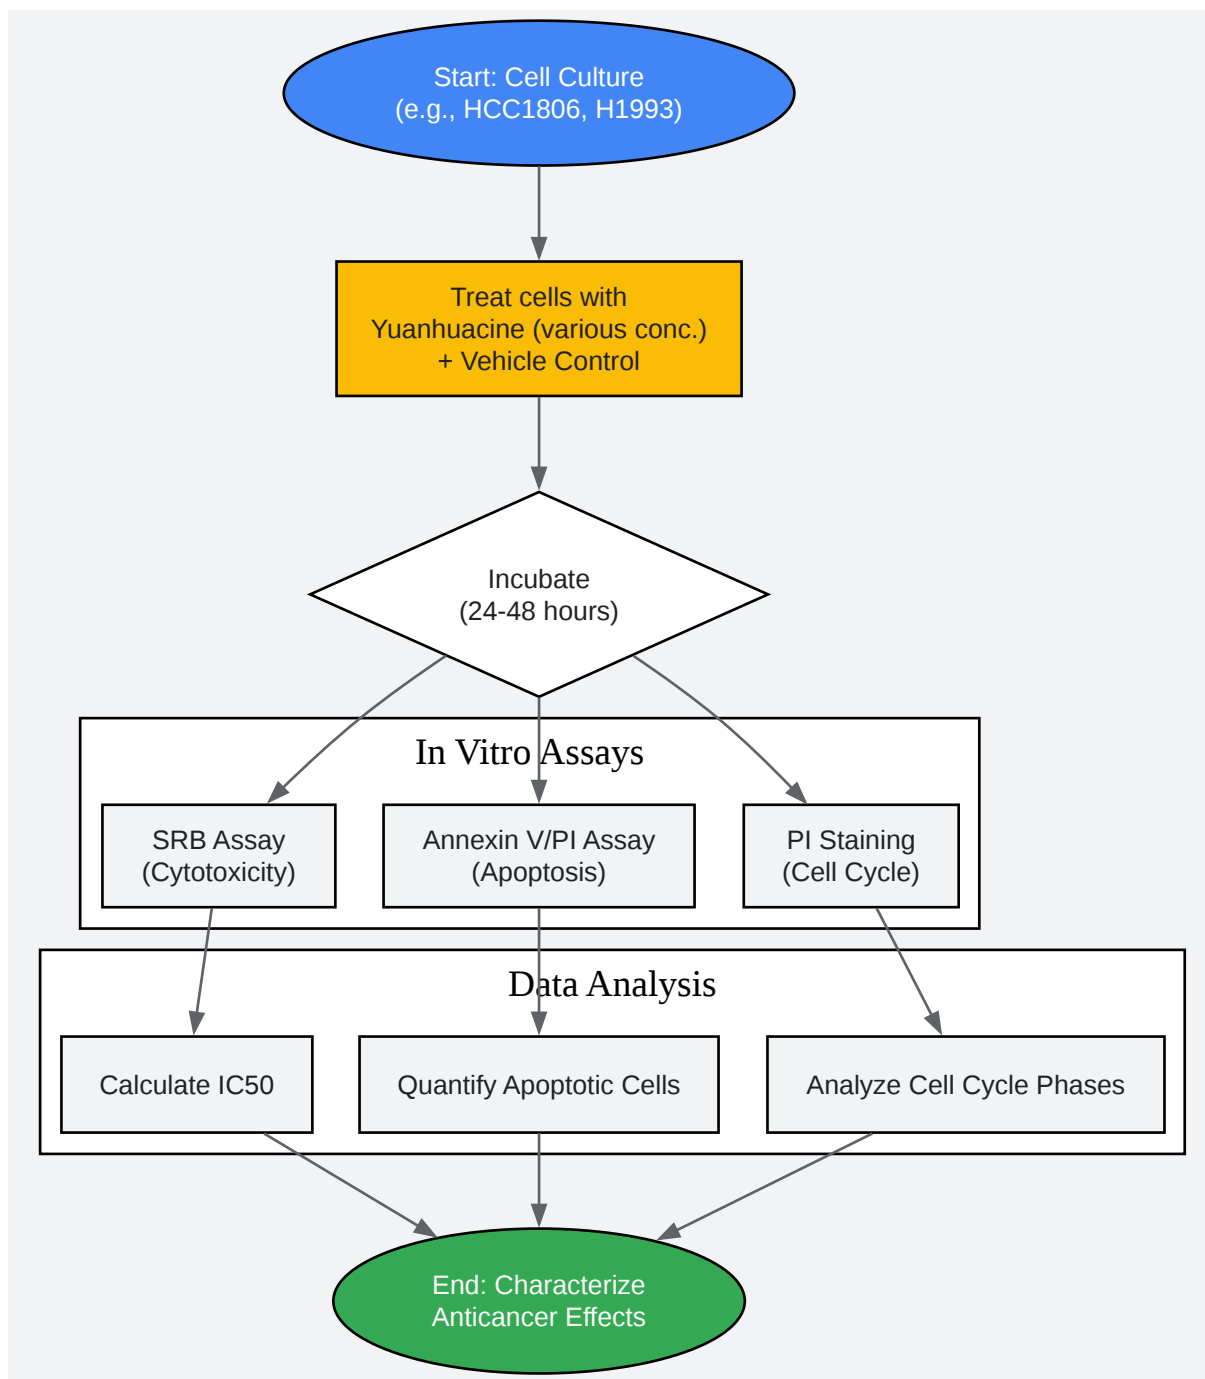 Start: Cell Culture
(e.g., HCC1806, H1993)
Treat cells with
Yuanhuacine (various conc.)
+ Vehicle Control
Incubate
(24-48 hours)
In Vitro Assays
SRB Assay
(Cytotoxicity)
Annexin V/PI Assay
(Apoptosis)
PI Staining
(Cell Cycle)
Data Analysis
Calculate IC50
Quantify Apoptotic Cells
Analyze Cell Cycle Phases
End: Characterize
Anticancer Effects